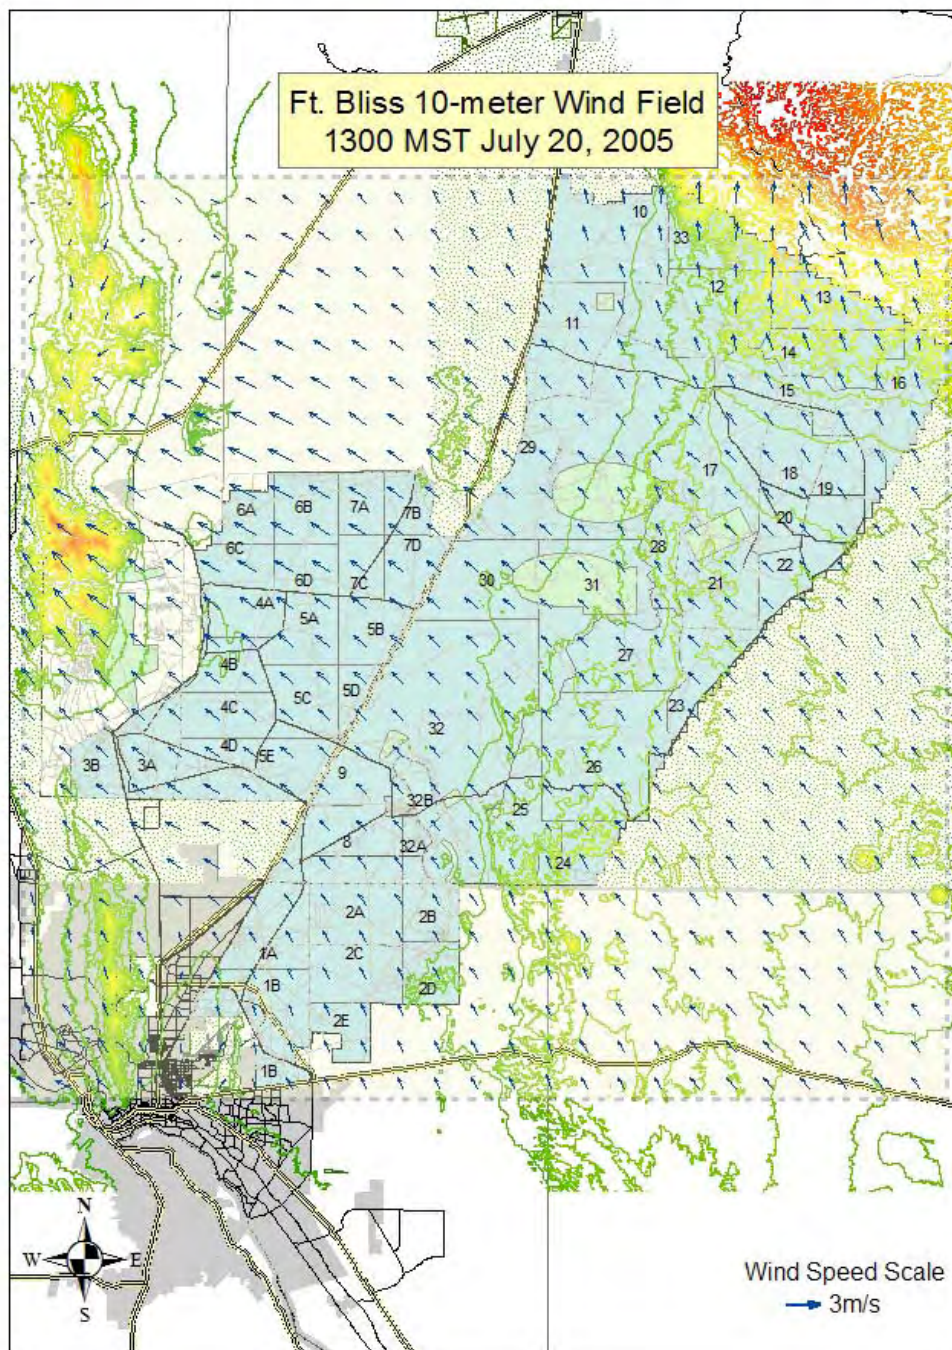 Ft. Bliss 10-meter Wind Field
1300 MST July 20, 2005
10
33
12
13
11
14
15
16
29
17
18
19
6A
6B
7A
7B
20
6C
7D
28
22
6D
7C
30
31
21
4A
5A
5B
27
4B
5C
5D
4C
23
32
4D
5E
3B
3A
9
26
32B
25
8
32A
24
2A
2B
1A
2C
1B
2D
2E
1B
N
W E
S
Wind Speed Scale
3m/s